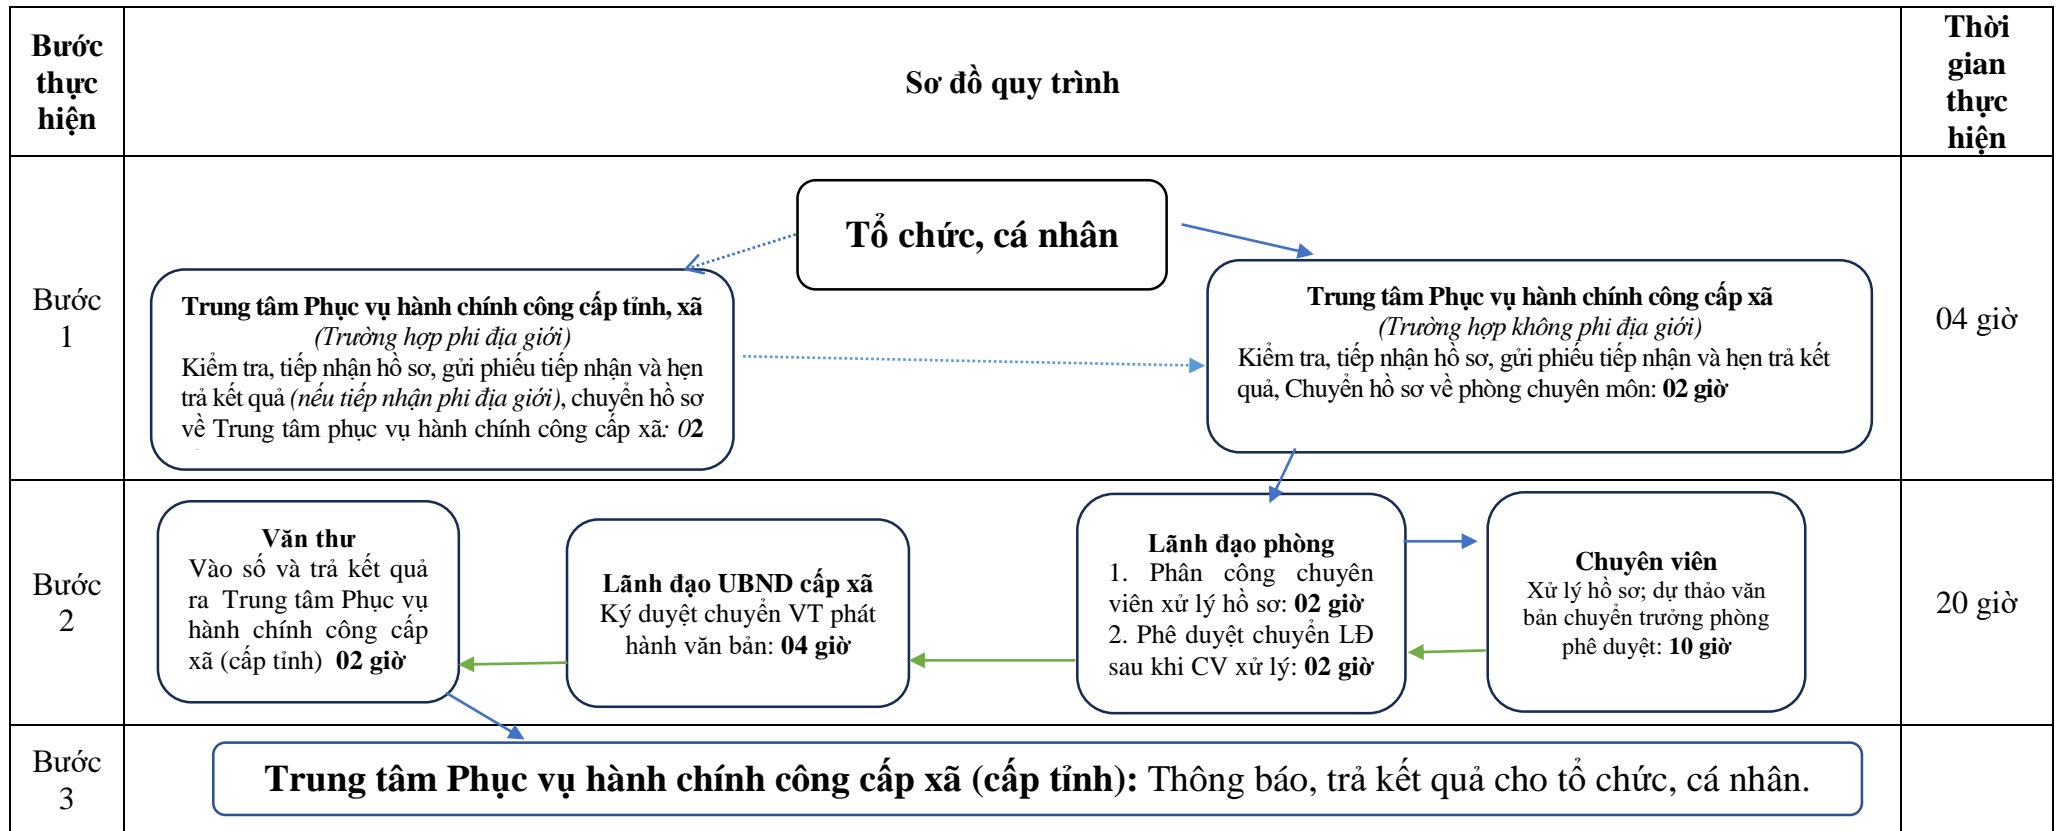 Bước
thực
hiện
Sơ đồ quy trình
Thời
gian
thực
hiện
Bước
1
Tổ chức, cá nhân
Trung tâm Phục vụ hành chính công cấp tỉnh, xã
(Trường hợp phi địa giới)
Kiểm tra, tiếp nhận hồ sơ, gửi phiếu tiếp nhận và hẹn
trả kết quả (nếu tiếp nhận phi địa giới), chuyển hồ sơ
về Trung tâm phục vụ hành chính công cấp xã: 02
Trung tâm Phục vụ hành chính công cấp xã
(Trường hợp không phi địa giới)
Kiểm tra, tiếp nhận hồ sơ, gửi phiếu tiếp nhận và hẹn trả kết
quả, Chuyển hồ sơ về phòng chuyên môn: 02 giờ
04 giờ
Bước
2
Văn thư
Vào số và trả kết quả
ra Trung tâm Phục vụ
hành chính công cấp
xã (cấp tỉnh) 02 giờ
Lãnh đạo UBND cấp xã
Ký duyệt chuyển VT phát
hành văn bản: 04 giờ
Lãnh đạo phòng
1. Phân công chuyên
viên xử lý hồ sơ: 02 giờ
2. Phê duyệt chuyển LĐ
sau khi CV xử lý: 02 giờ
Chuyên viên
Xử lý hồ sơ; dự thảo văn
bản chuyển trưởng phòng
phê duyệt: 10 giờ
20 giờ
Bước
3
Trung tâm Phục vụ hành chính công cấp xã (cấp tỉnh): Thông báo, trả kết quả cho tổ chức, cá nhân.